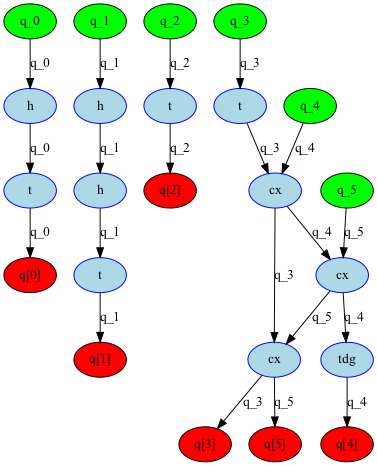 q_0 q_1 q_2 q_3
q_0 q_1 q_2 q_3
h h t t q_4
q_0 q_1 q_2 q_3 q_4
t h q[2] cx q_5
q_0 q_1 q_4 q_5
q[0] t q_3 cx
q_1 q_5 q_4
q[1] cx tdg
q_3 q_5 q_4
q[3] q[5] q[4]